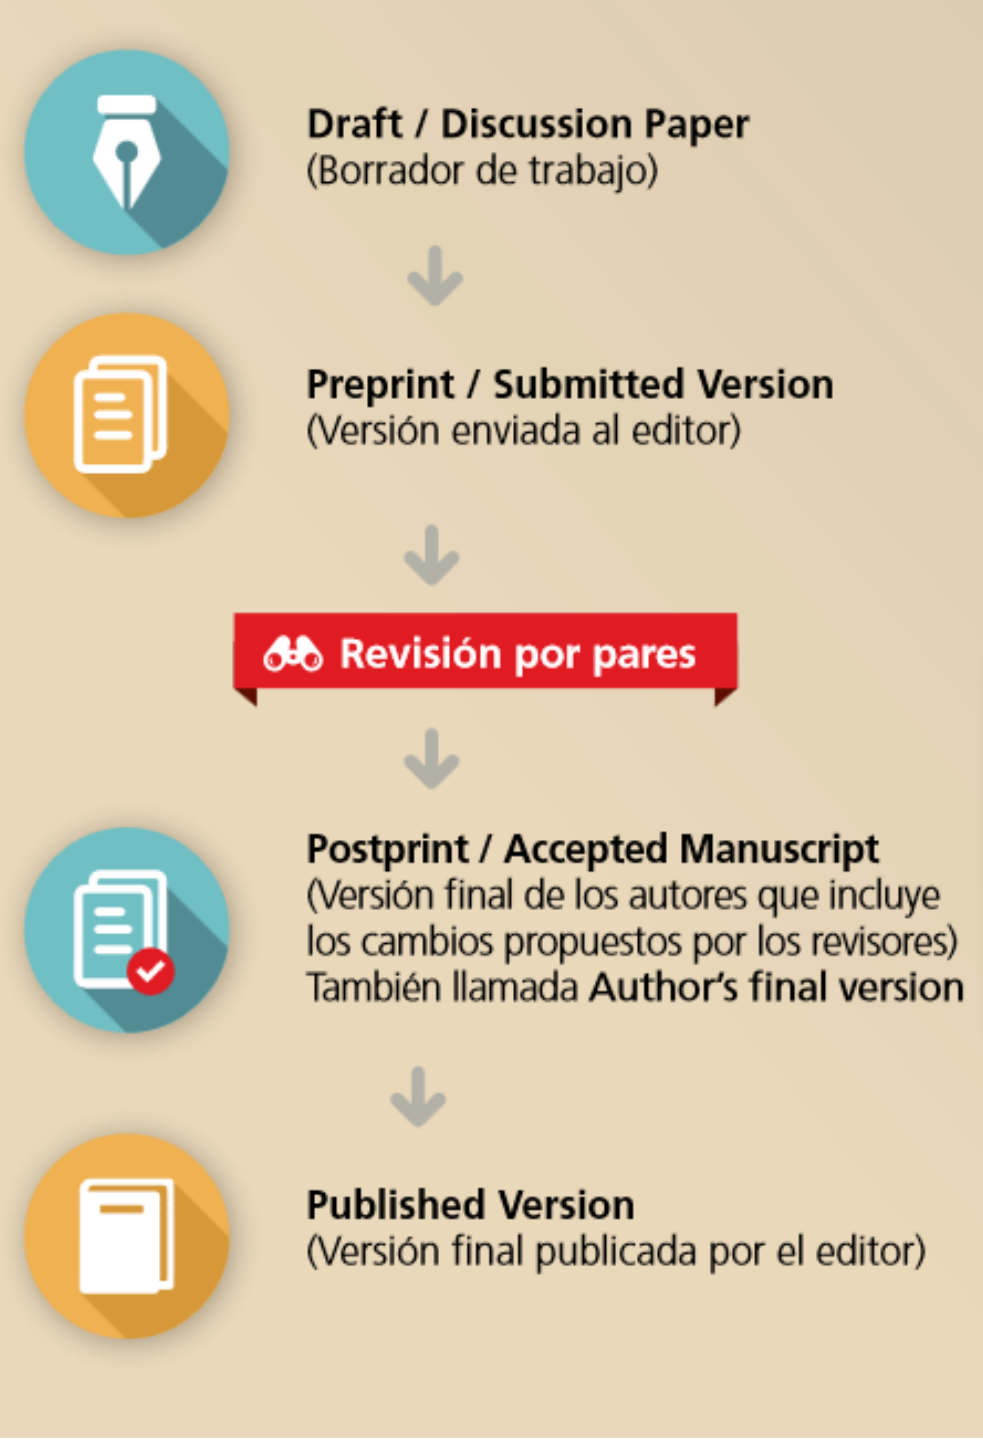 Draft / Discussion Paper
(Borrador de trabajo)
Preprint / Submitted Version
(Versión enviada al editor)
Revisión por pares
Postprint / Accepted Manuscript
(Versión final de los autores que incluye
los cambios propuestos por los revisores)
También llamada Author's final version
Published Version
(Versión final publicada por el editor)